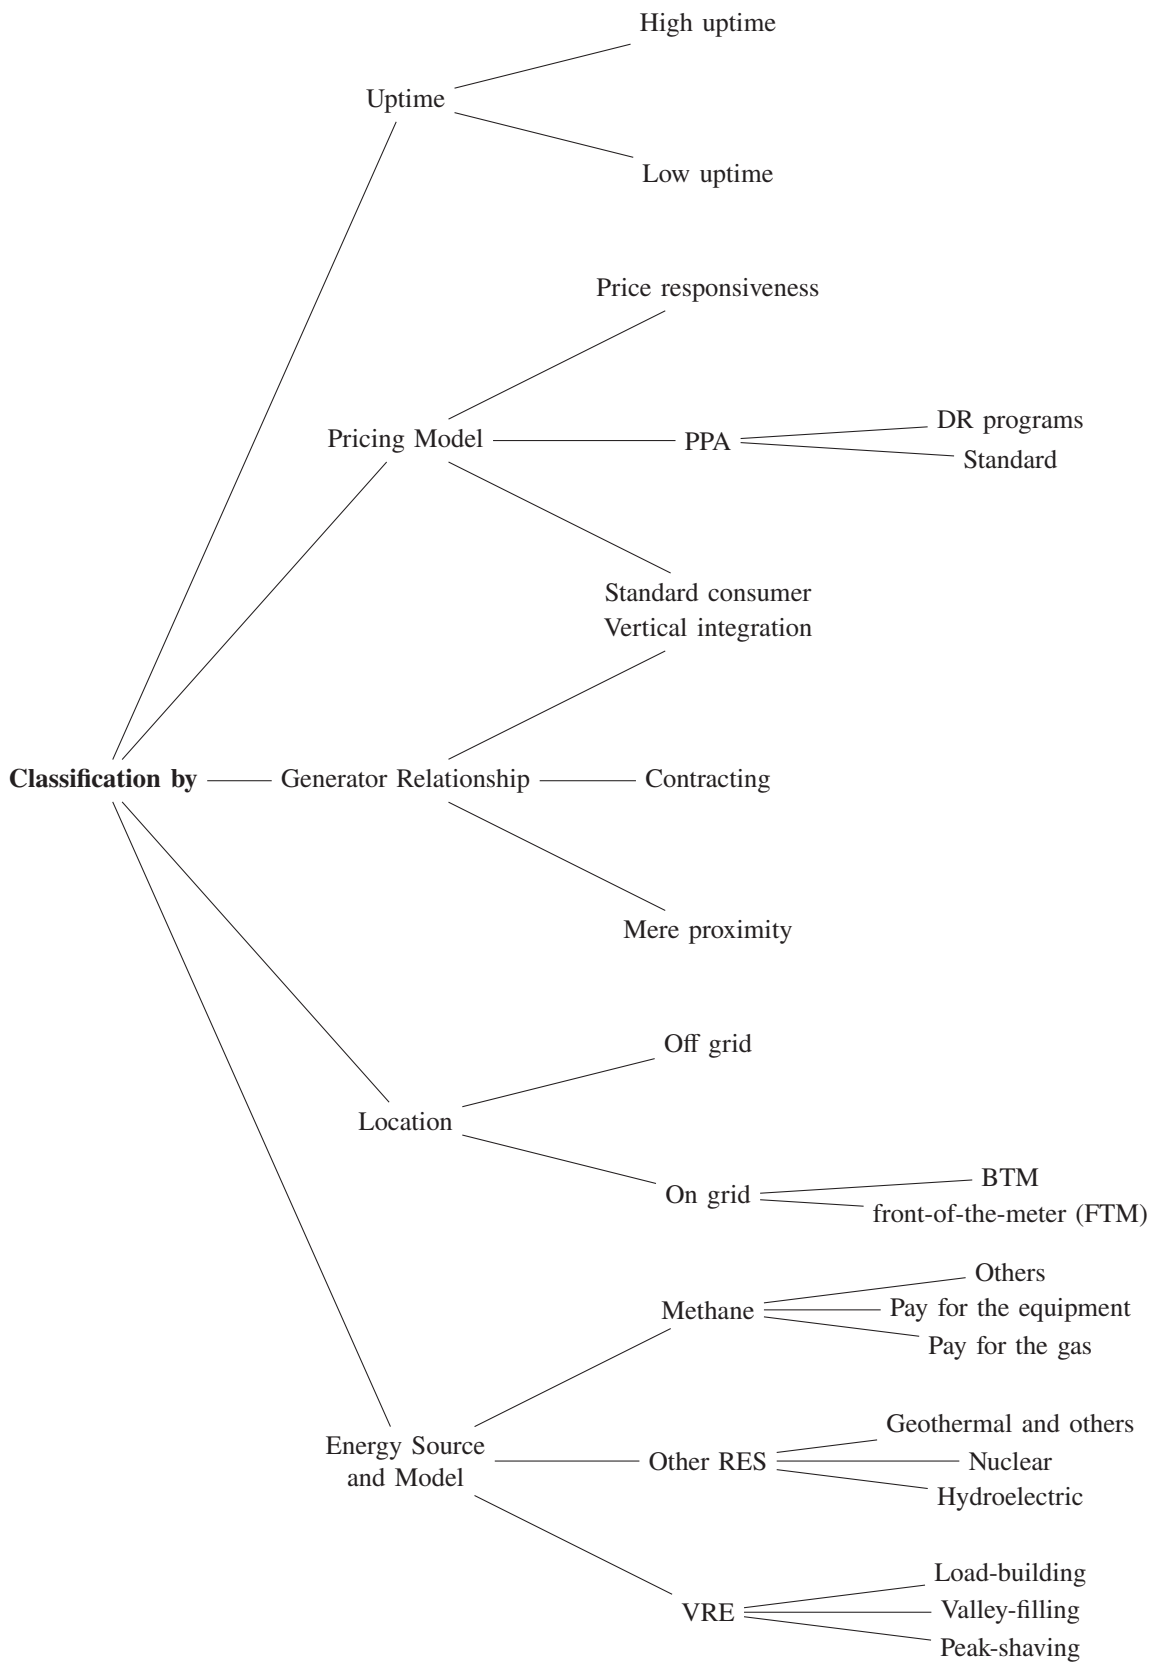 High uptime
Uptime
Low uptime
Price responsiveness
Pricing Model
PPA
DR programs
Standard
Standard consumer
Vertical integration
Classification by
Generator Relationship
Contracting
Mere proximity
Off grid
Location
On grid
BTM
front-of-the-meter (FTM)
Others
Methane
Pay for the equipment
Pay for the gas
Geothermal and others
Energy Source
and Model
Other RES
Nuclear
Hydroelectric
Load-building
VRE
Valley-filling
Peak-shaving